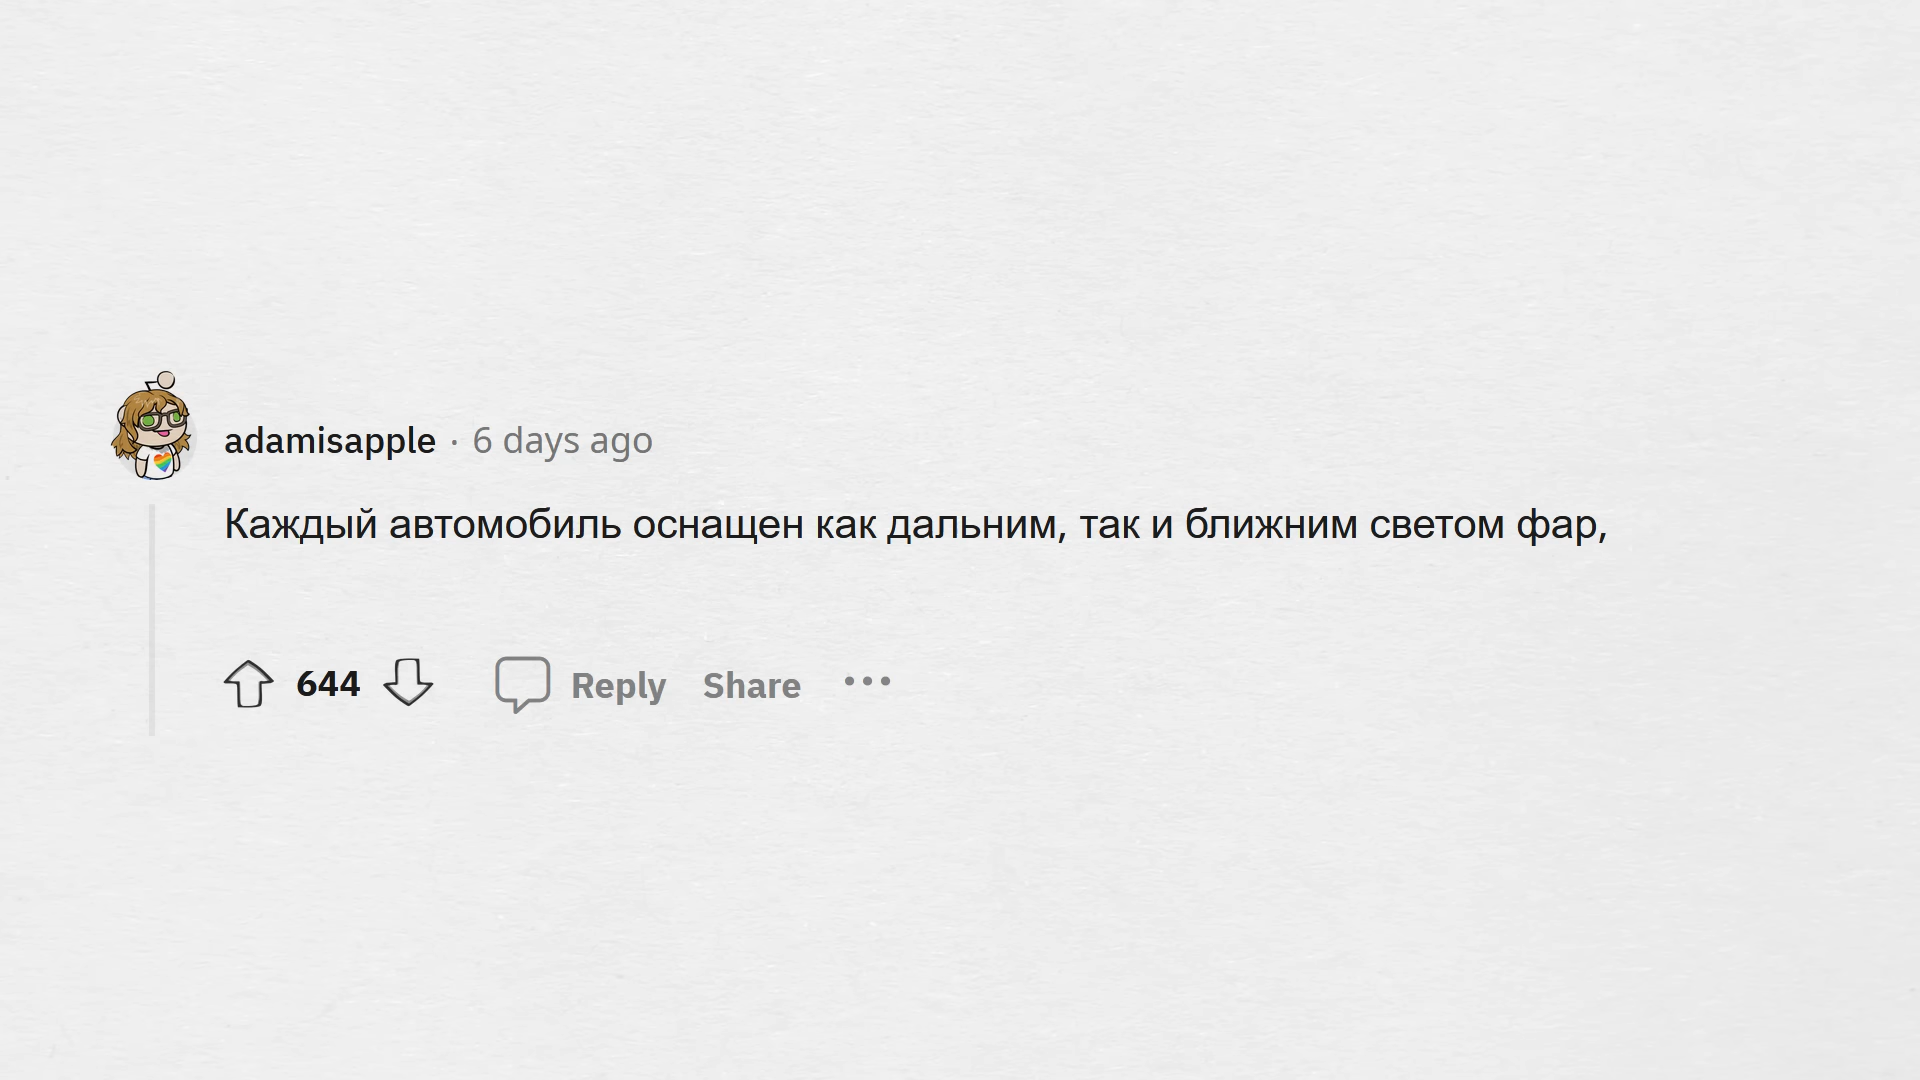 adamisapple · 6 days ago
Каждый автомобиль оснащен как дальним, так и ближним светом фар,
644 Reply Share